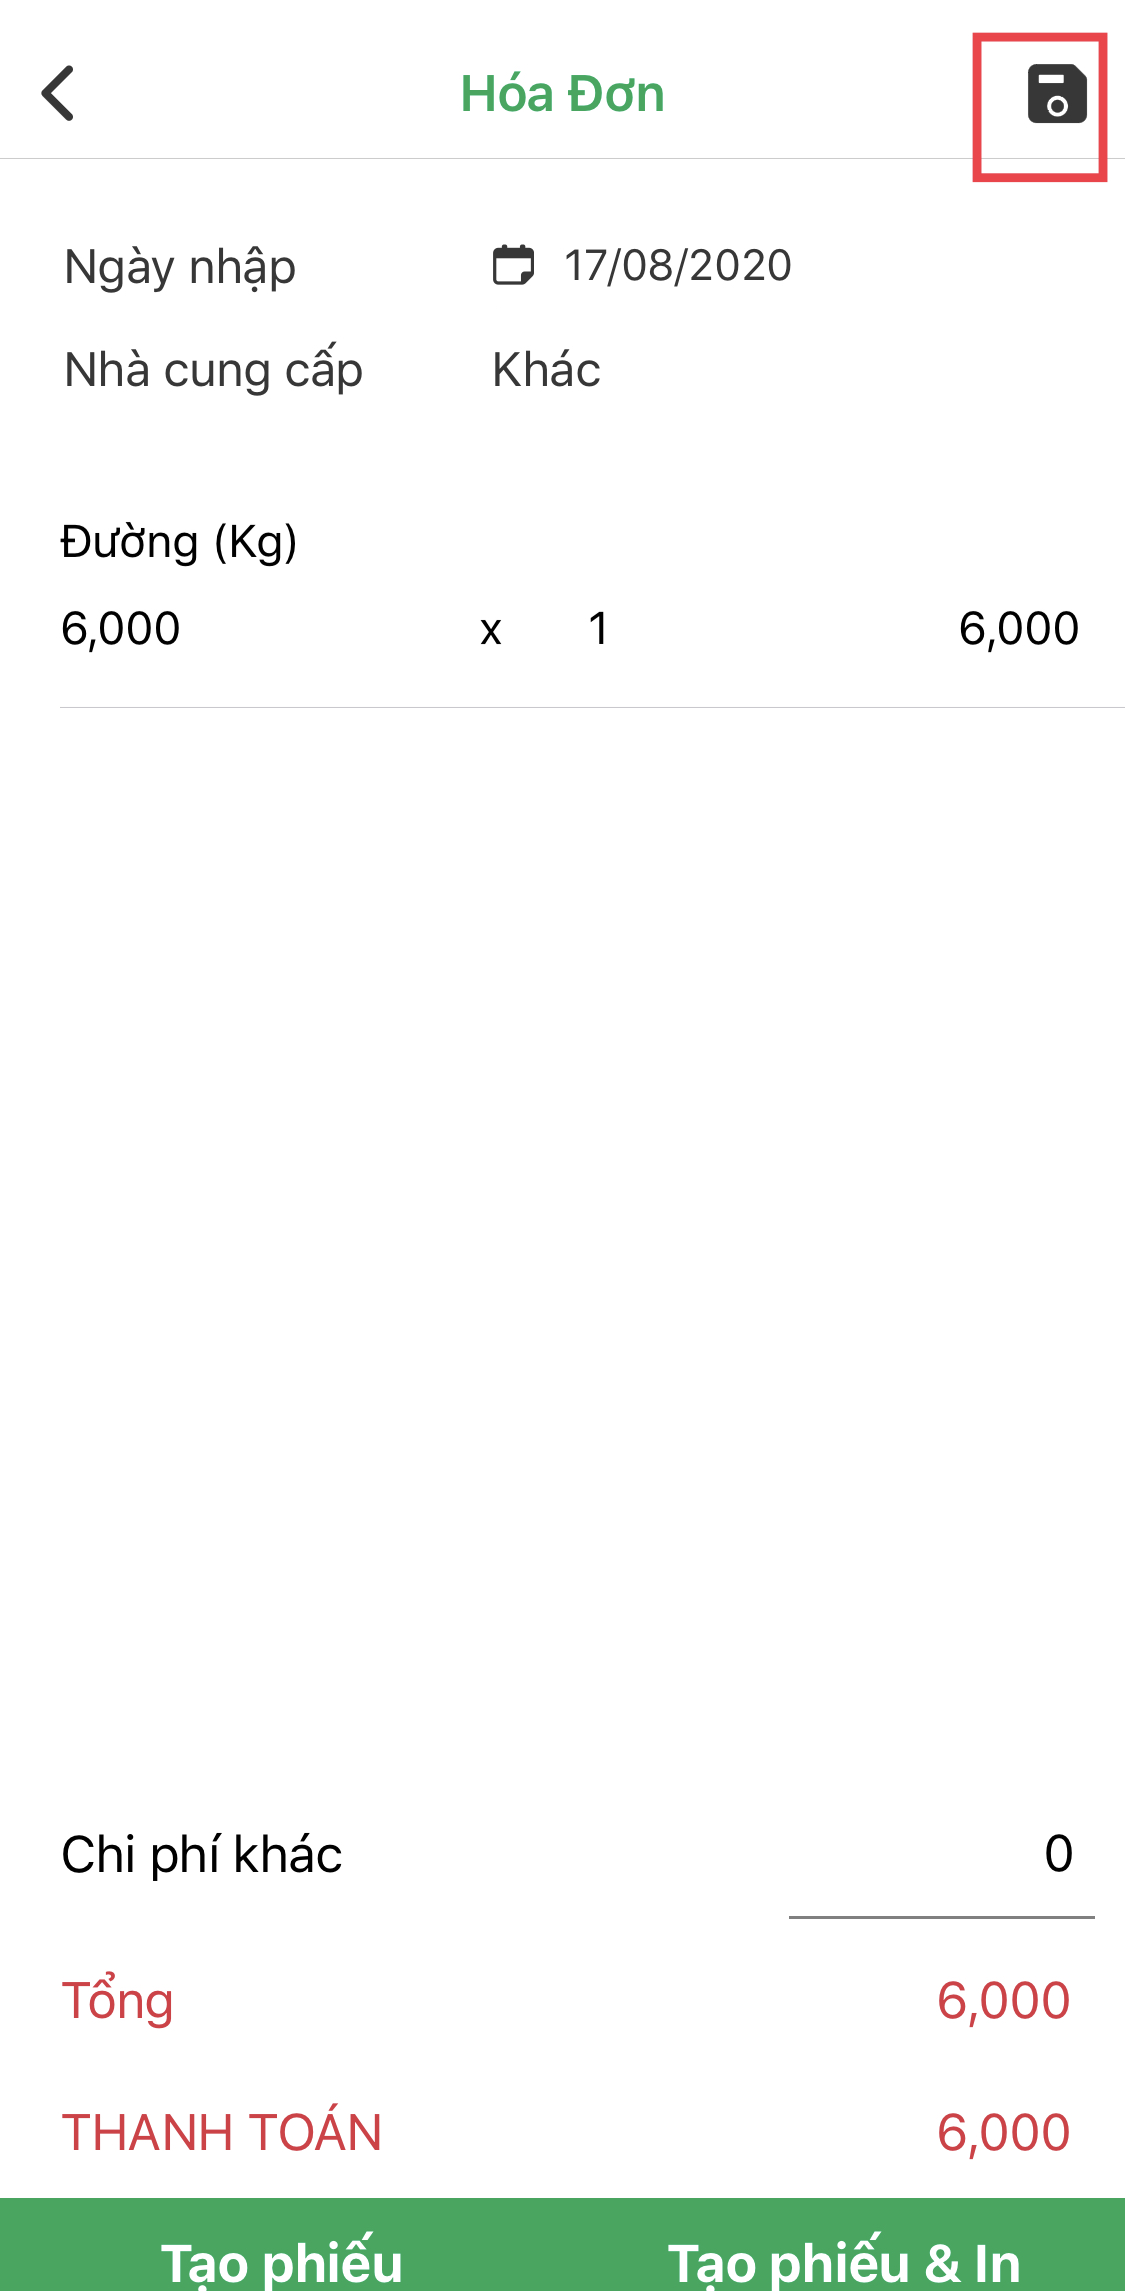 Hóa Đơn
Ngày nhập 17/08/2020
Nhà cung cấp Khác
Đường (Kg)
6,000 x 1 6,000
Chi phí khác 0
Tổng 6,000
THANH TOÁN 6,000
Tạo phiếu Tạo phiếu & In